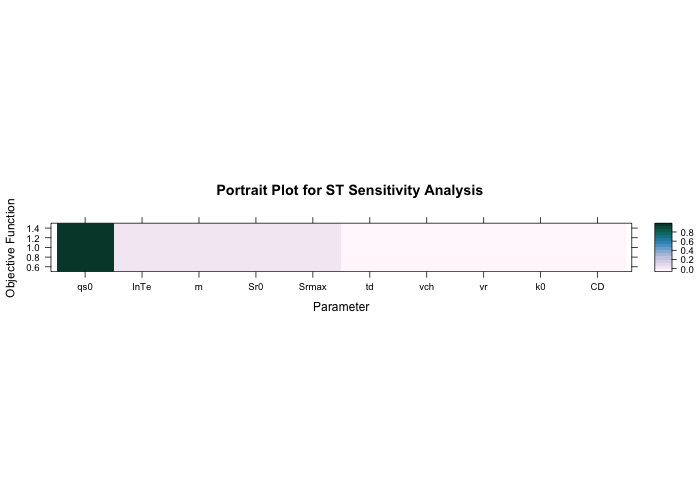 Portrait Plot for ST Sensitivity Analysis
Objective Function
1.4
1.2
1.0
0.8
0.6
qs0 lnTe m Sr0 Srmax td vch vr k0 CD
Parameter
0.8
0.6
0.4
0.2
0.0